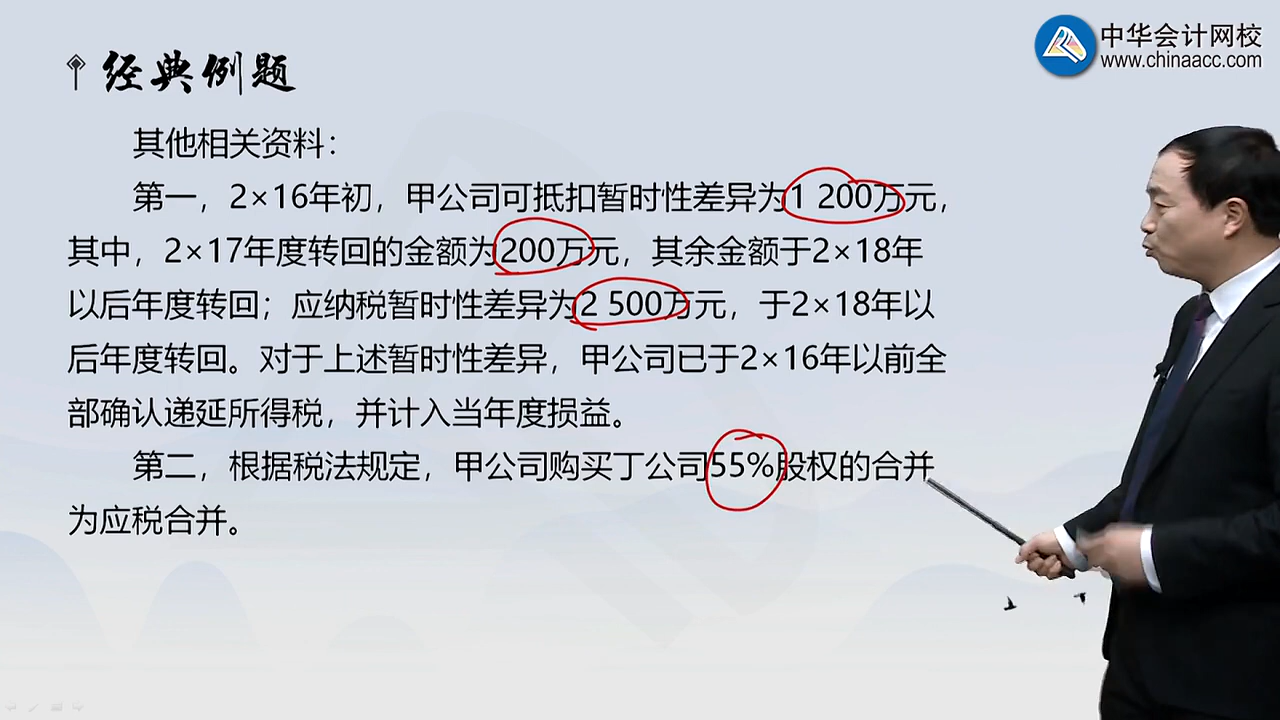 中华会计网校
www.chinaacc.com
经典例题
其他相关资料：
第一，2×16年初，甲公司可抵扣暂时性差异为1 200万元，
其中，2×17年度转回的金额为200万元，其余金额于2×18年
以后年度转回；应纳税暂时性差异为2 500万元，于2×18年以
后年度转回。对于上述暂时性差异，甲公司已于2×16年以前全
部确认递延所得税，并计入当年度损益。
第二，根据税法规定，甲公司购买丁公司55%股权的合并
为应税合并。